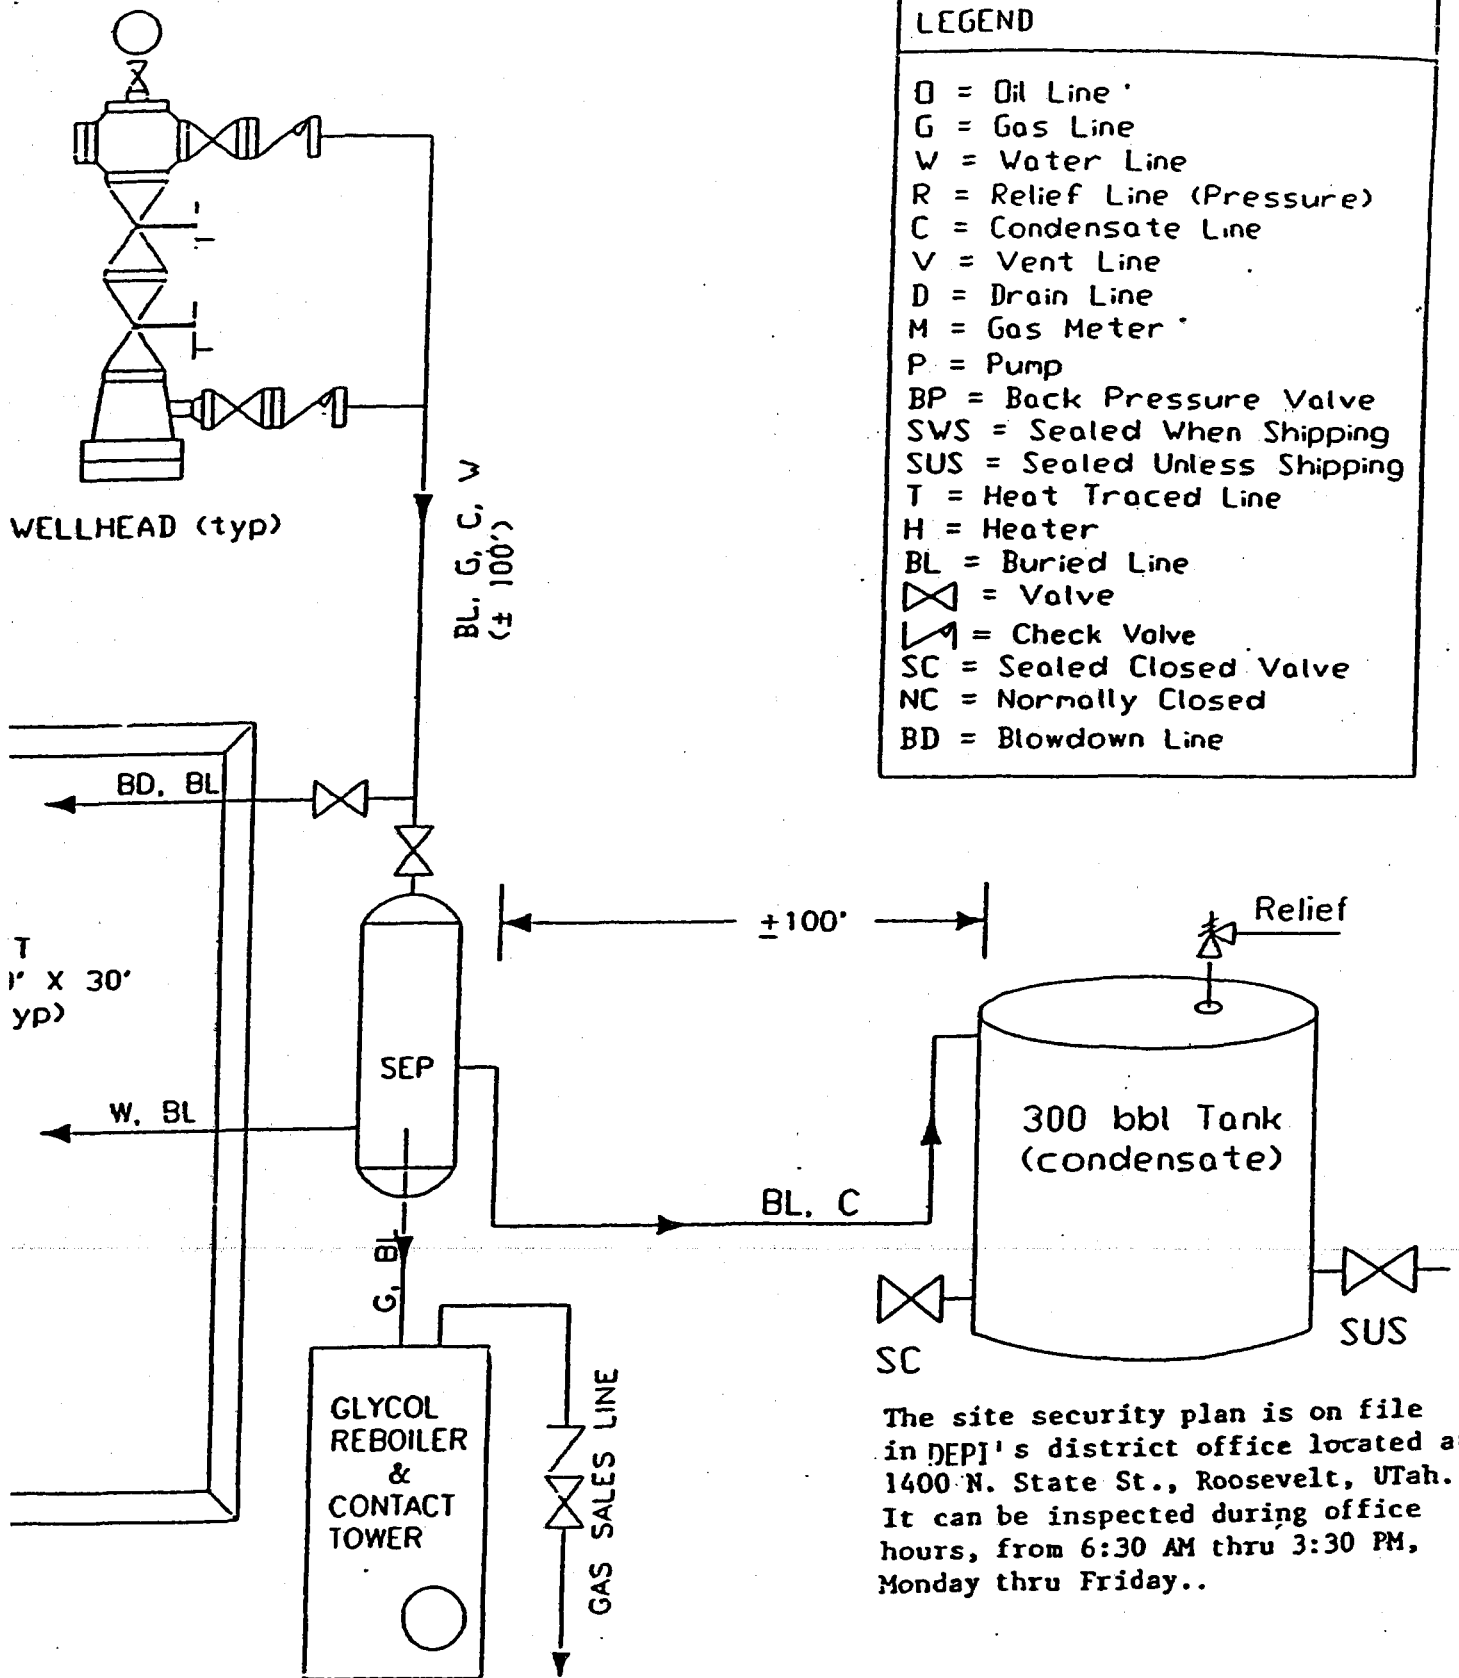 LEGEND
O = Oil Line
G = Gas Line
W = Water Line
R = Relief Line (Pressure)
C = Condensate Line
V = Vent Line
D = Drain Line
M = Gas Meter
P = Pump
BP = Back Pressure Valve
SWS = Sealed When Shipping
SUS = Sealed Unless Shipping
T = Heat Traced Line
H = Heater
BL = Buried Line
= Valve
= Check Valve
SC = Sealed Closed Valve
NC = Normally Closed
BD = Blowdown Line
WELLHEAD (typ)
BL, G, C, W
(± 100')
BD, BL
T
' X 30'
yp)
±100'
Relief
SEP
W, BL
300 bbl Tank
(condensate)
BL, C
G, BL
SC
SUS
GLYCOL
REBOILER
&
CONTACT
TOWER
GAS SALES LINE
The site security plan is on file
in DEPI's district office located a
1400 N. State St., Roosevelt, UTah.
It can be inspected during office
hours, from 6:30 AM thru 3:30 PM,
Monday thru Friday..